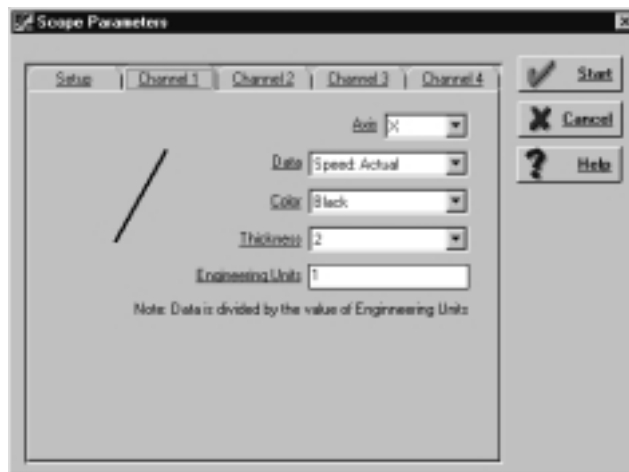 Scope Parameters
Setup Channel 1 Channel 2 Channel 3 Channel 4
Start
Cancel
Help
Axis X
Data Speed: Actual
Color Black
Thickness 2
Engineering Units 1
Note: Data is divided by the value of Enginneering Units